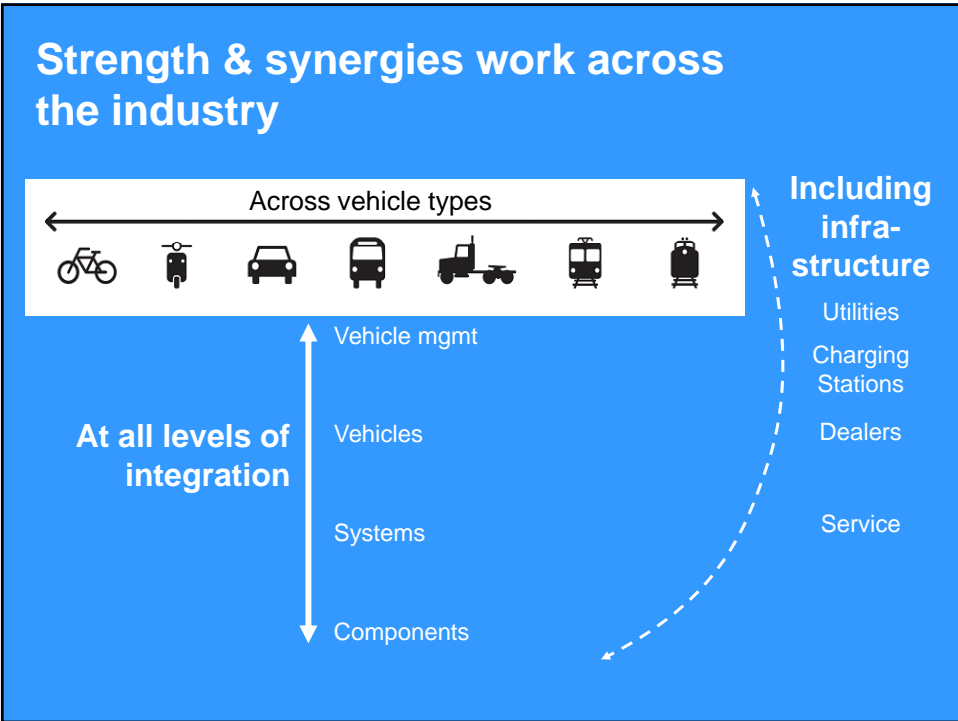 Strength & synergies work across
the industry
Across vehicle types
Including
infra-
structure
Utilities
Charging
Stations
Dealers
Service
At all levels of
integration
Vehicle mgmt
Vehicles
Systems
Components